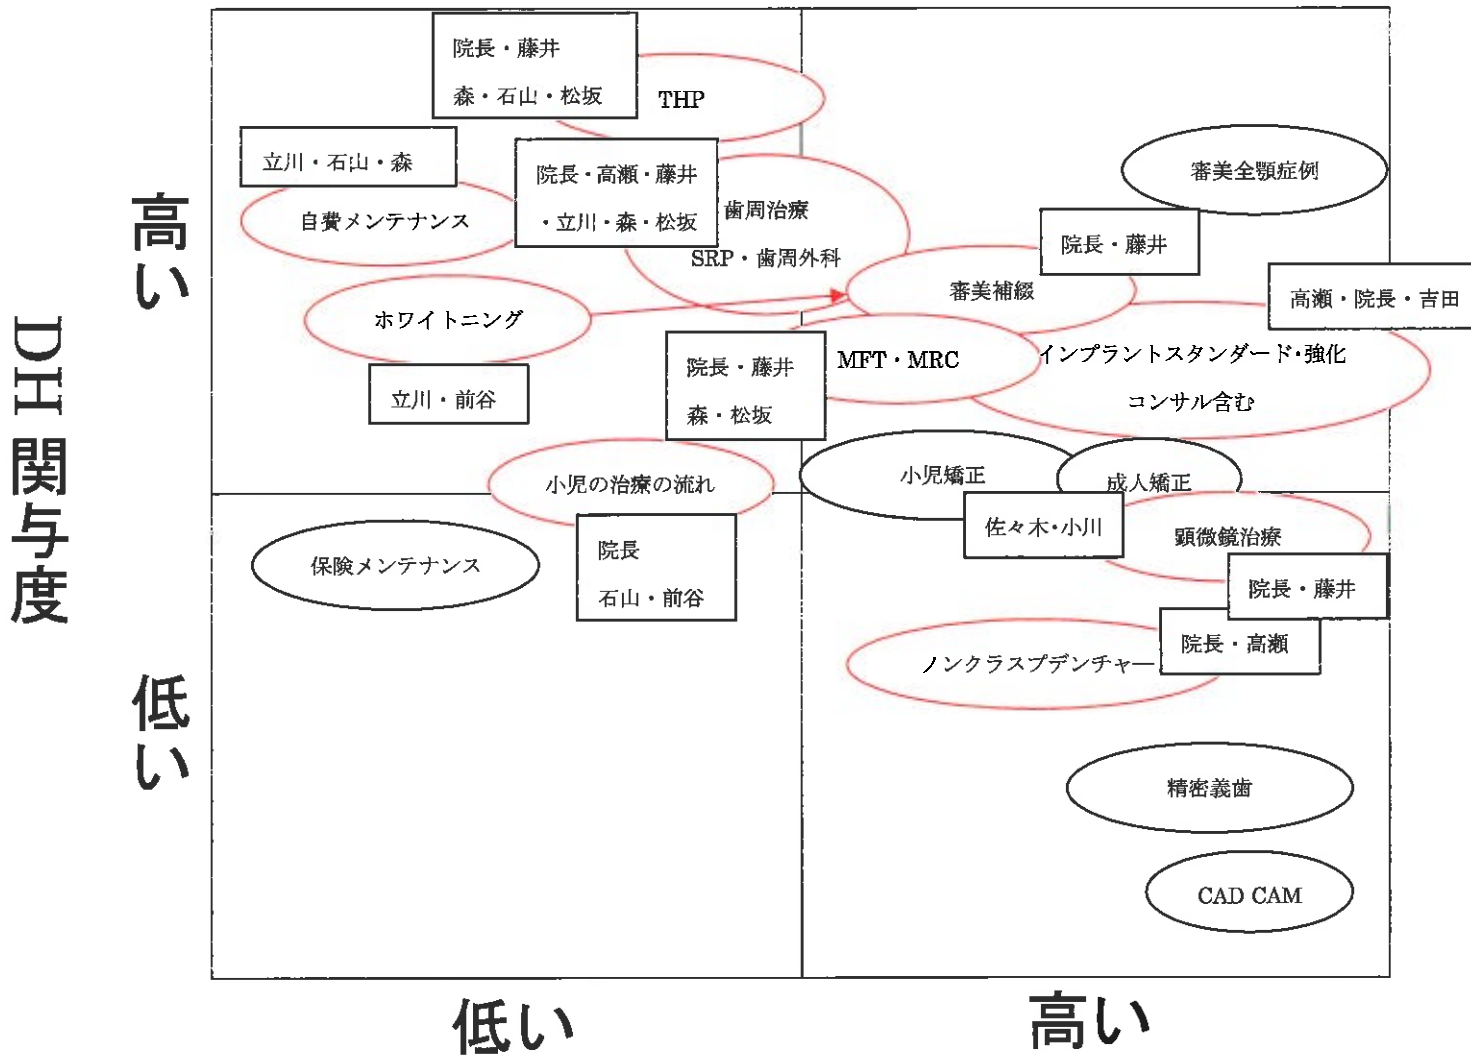 院長・藤井
森・石山・松坂
THP
立川・石山・森
自費メンテナンス
院長・高瀬・藤井
・立川・森・松坂
歯周治療
SRP・歯周外科
審美全顎症例
院長・藤井
審美補綴
高瀬・院長・吉田
ホワイトニング
立川・前谷
院長・藤井
森・松坂
MFT・MRC
インプラントスタンダード・強化
コンサル含む
小児の治療の流れ
小児矯正
成人矯正
佐々木・小川
顕微鏡治療
院長・藤井
保険メンテナンス
院長
石山・前谷
ノンクラスプデンチャー
院長・高瀬
精密義歯
CAD CAM
DH 関与度
高い
低い
低い
高い